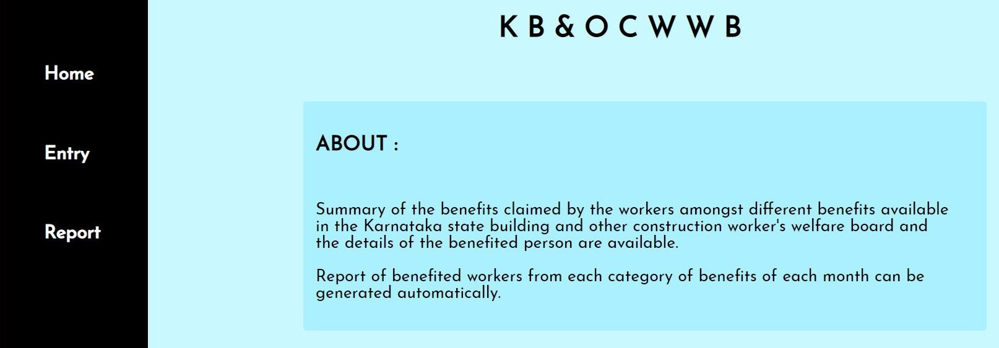 K B & O C W W B
Home
Entry
Report
ABOUT :
Summary of the benefits claimed by the workers amongst different benefits available
in the Karnataka state building and other construction worker's welfare board and
the details of the benefited person are available.
Report of benefited workers from each category of benefits of each month can be
generated automatically.